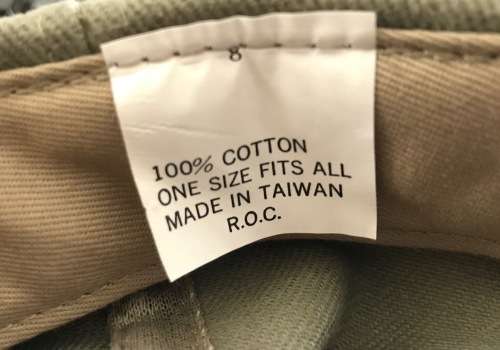 8
100% COTTON
ONE SIZE FITS ALL
MADE IN TAIWAN
R.O.C.